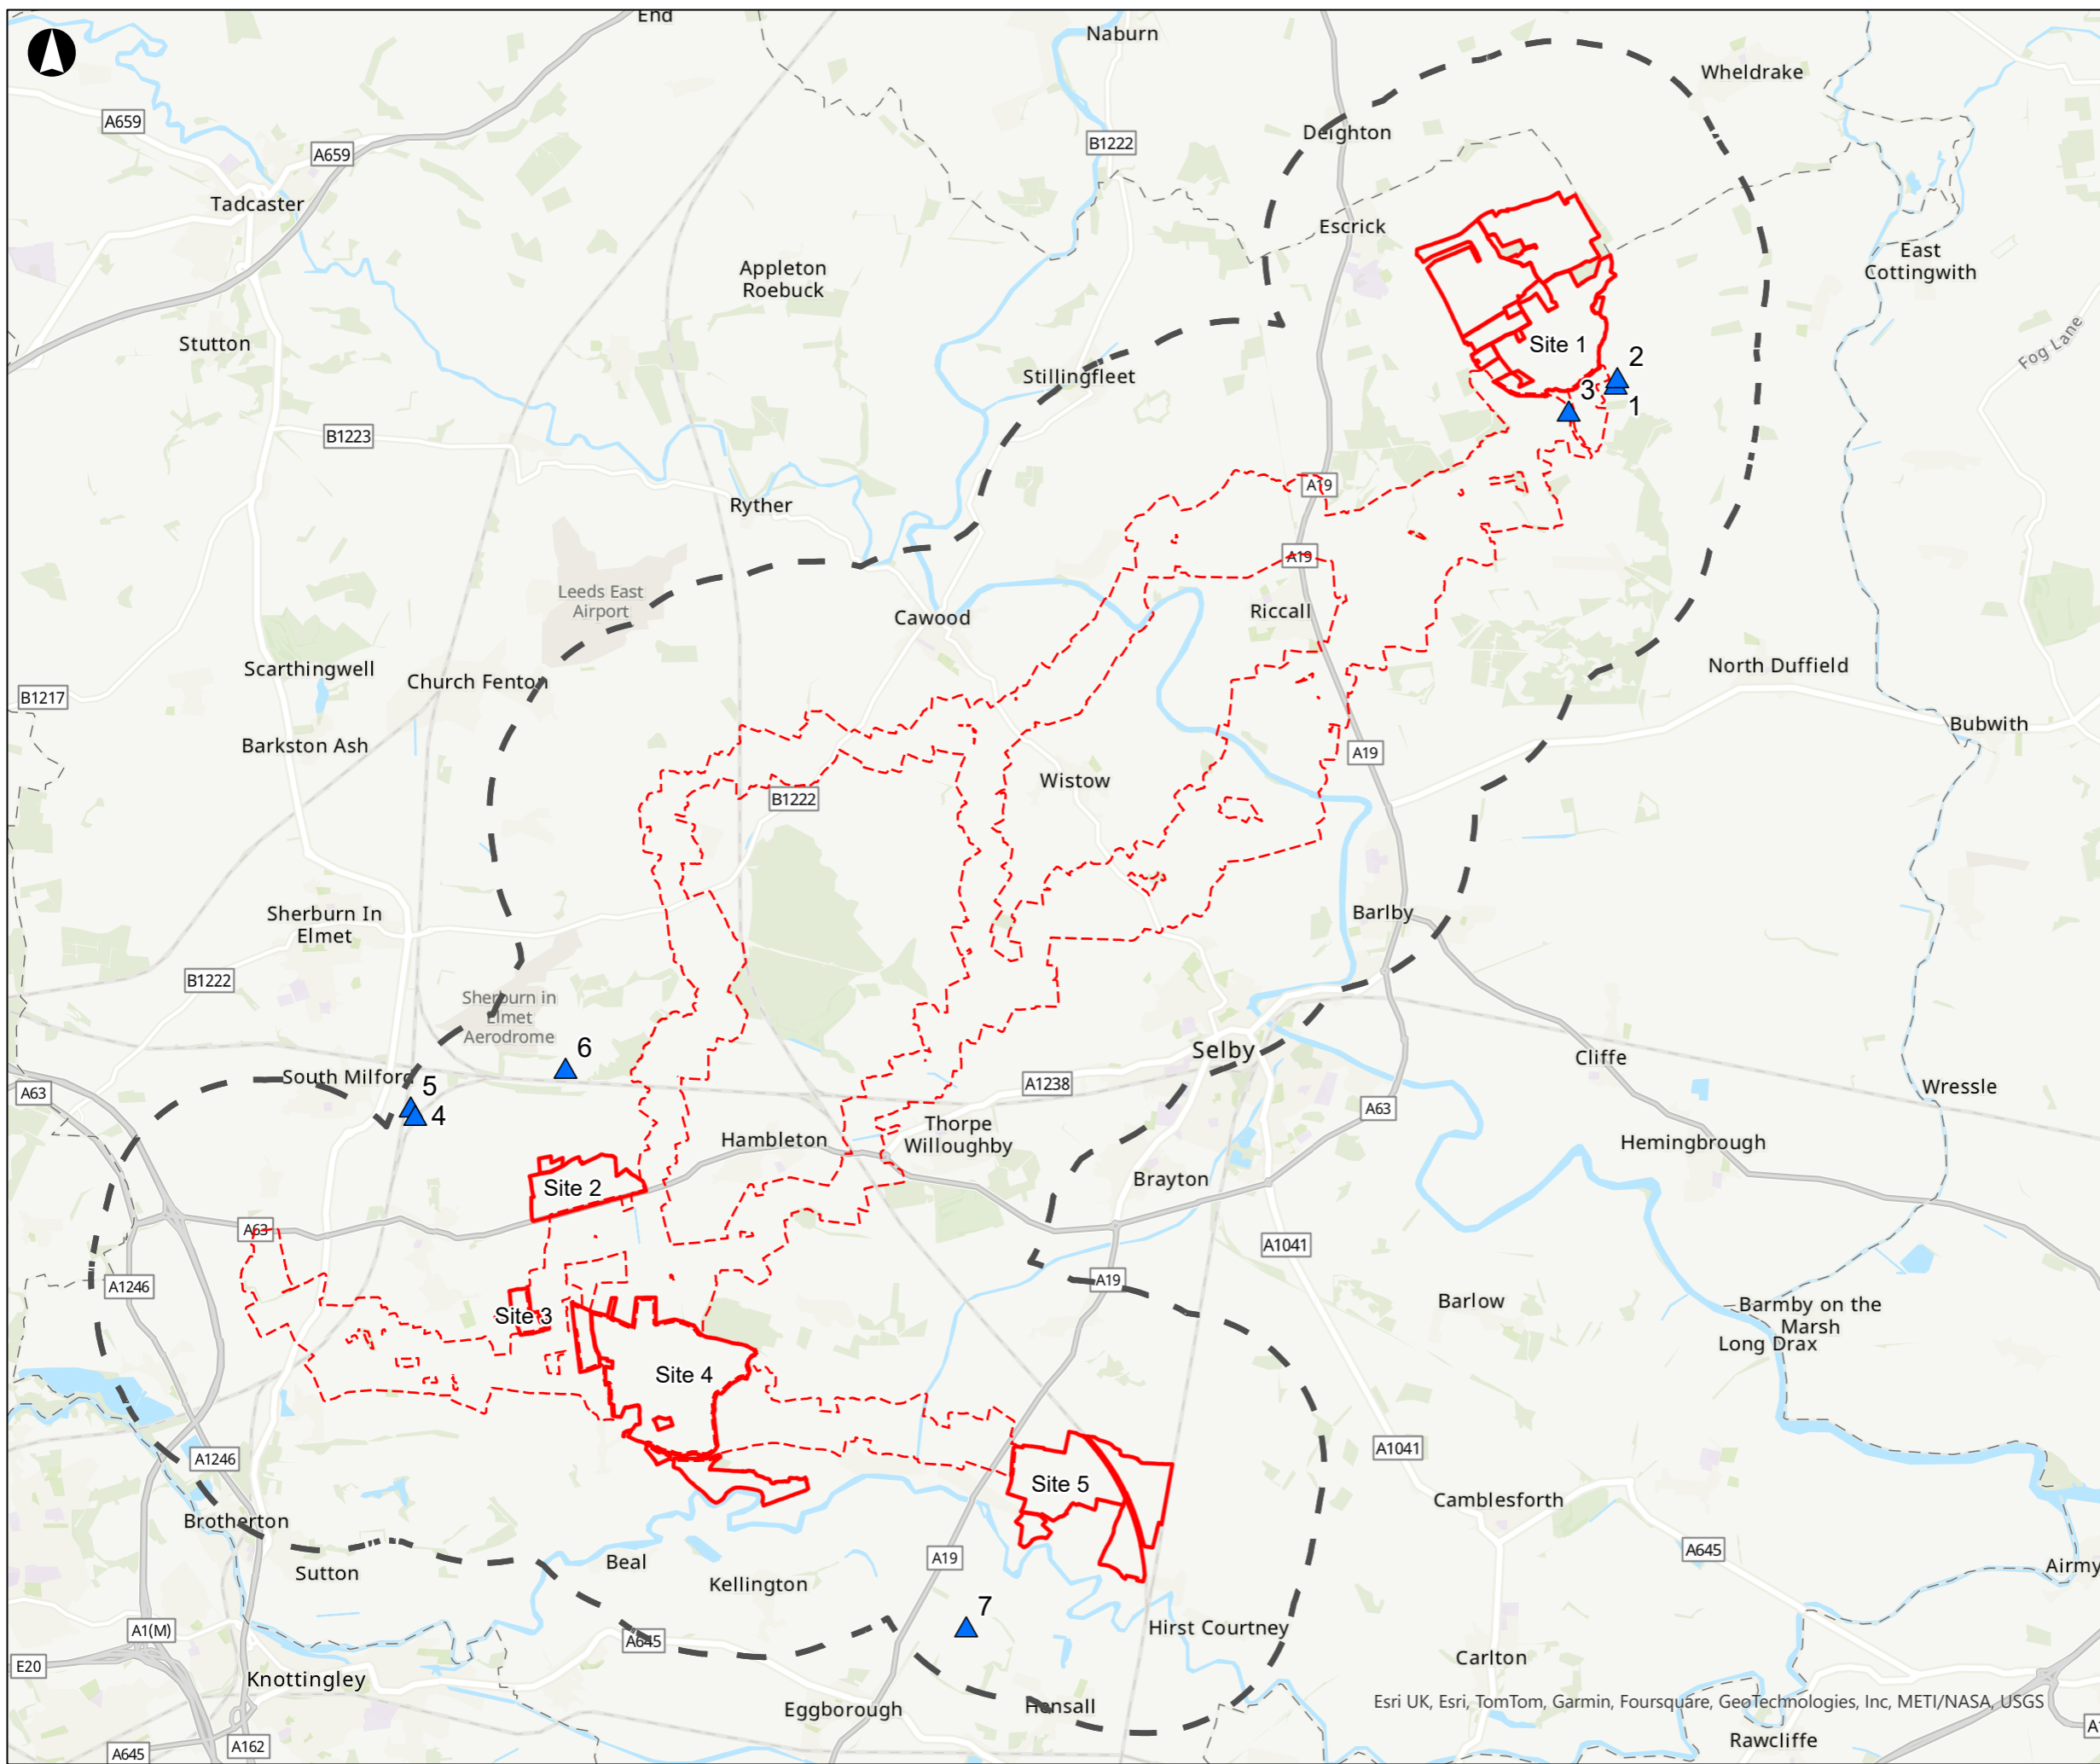 End
Naburn
Wheldrake
A659
Deighton
B1222
A659
Tadcaster
Escrick
East
Cottingwith
Appleton
Roebuck
Stutton
Site 1
Fog Lane
2
Stillingfleet
3
1
B1223
A19
Ryther
A19
Leeds East
Airport
Riccall
Cawood
Scarthingwell
Church Fenton
North Duffield
B1217
Bubwith
Barkston Ash
A19
Wistow
B1222
Sherburn In
Elmet
Barlby
B1222
Sherburn in
Elmet
Aerodrome
6
Selby
Cliffe
South Milford
5
A1238
Wressle
A63
4
A63
Thorpe
Willoughby
Hambleton
Hemingbrough
Site 2
Brayton
A63
A1041
A1246
A19
Barlow
Barmby on the
Marsh
Site 3
Long Drax
Site 4
A1041
A1246
Site 5
Camblesforth
Brotherton
A645
A19
Beal
Airmy
Sutton
Kellington
7
A1(M)
Hirst Courtney
A645
Carlton
E20
Knottingley
Esri UK, Esri, TomTom, Garmin, Foursquare, GeoTechnologies, Inc, METI/NASA, USGS
Hensall
Eggborough
A1
Rawcliffe
A162
A645